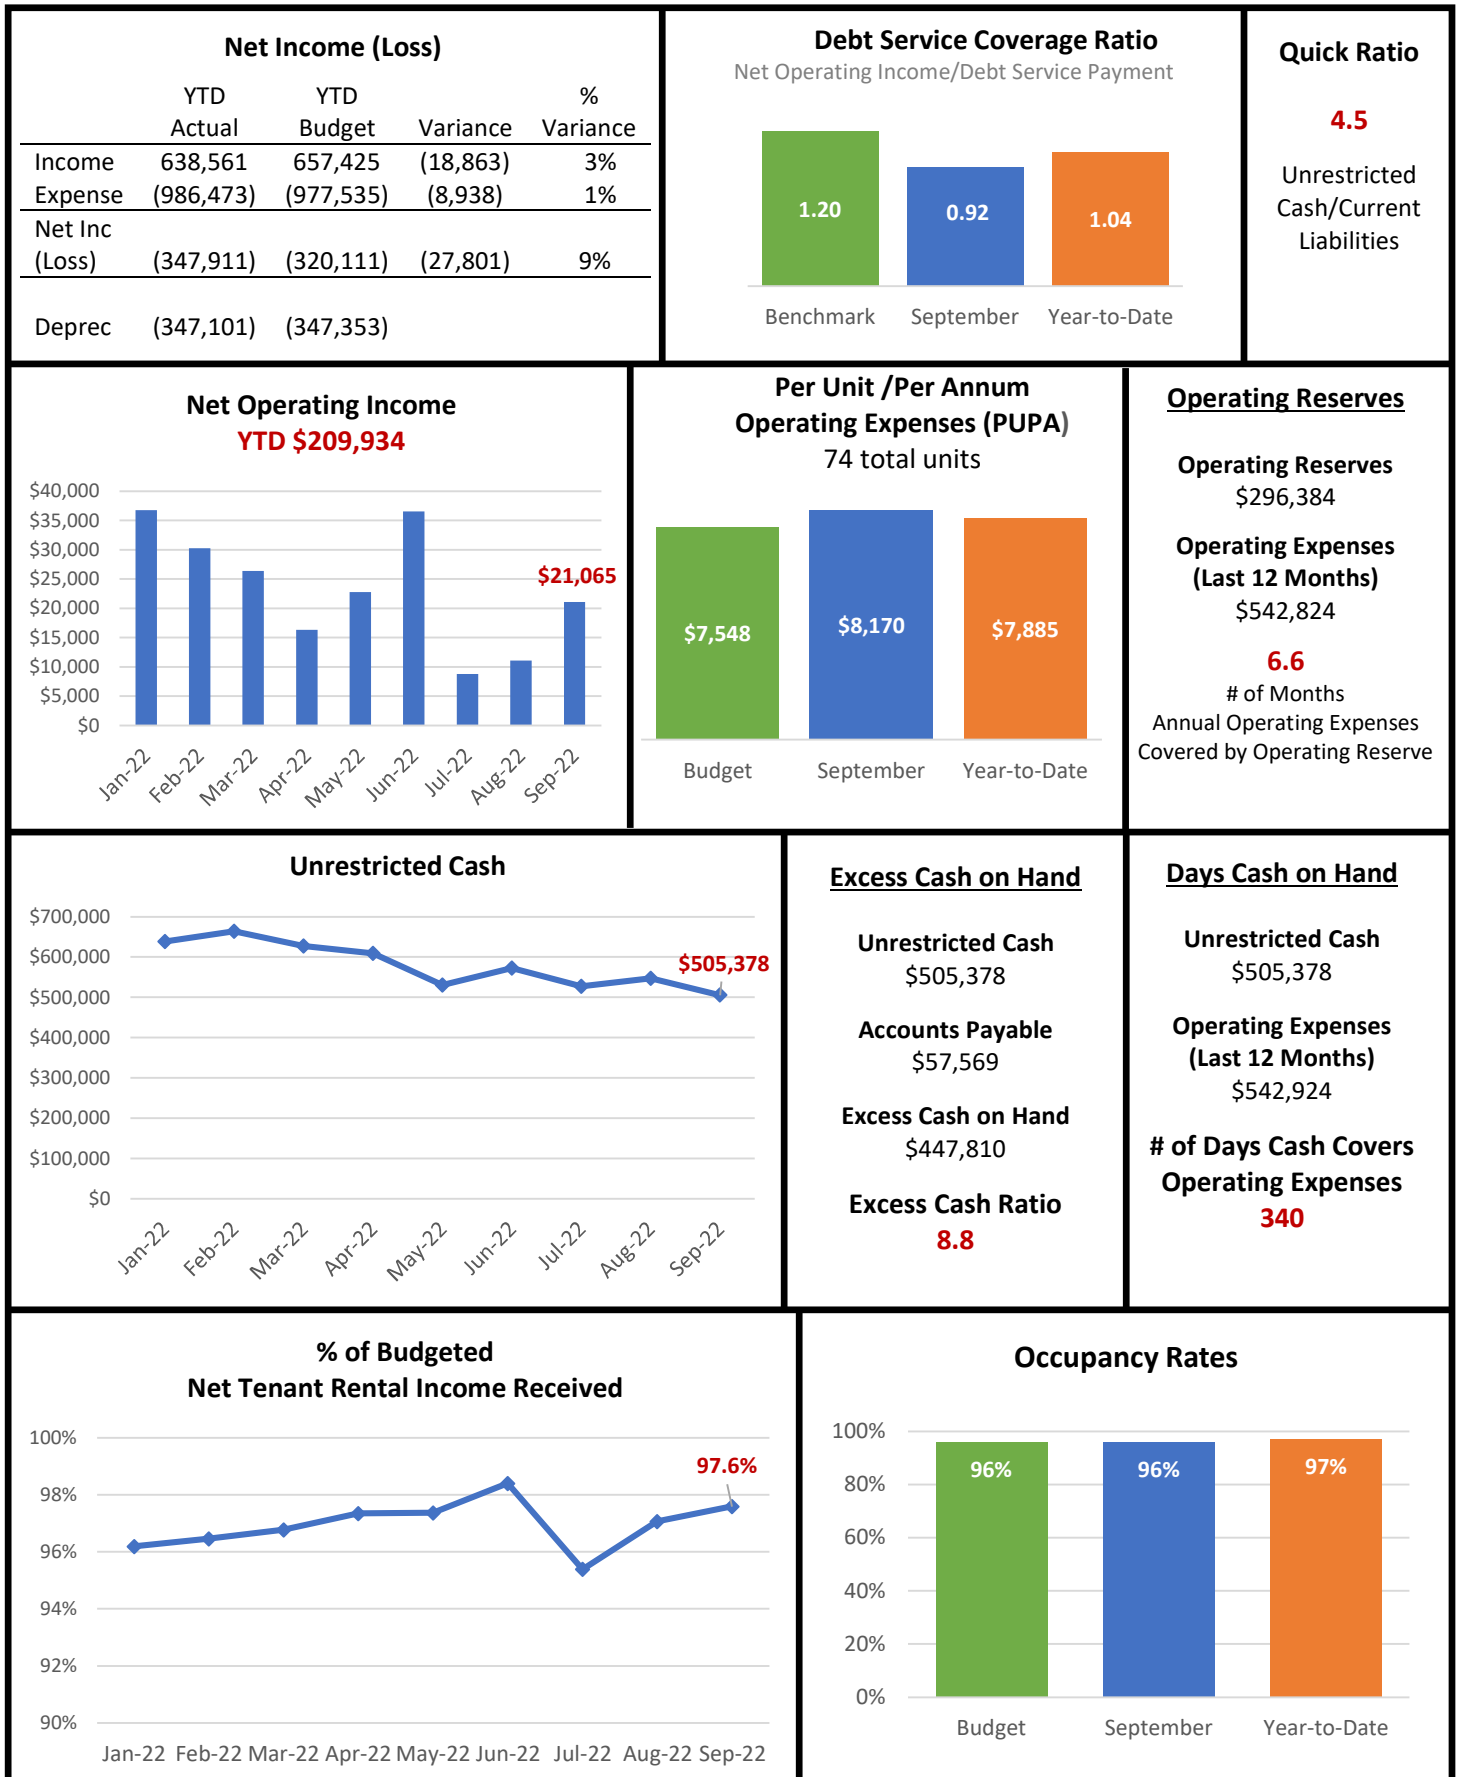 Net Income (Loss)
YTD YTD %
Actual Budget Variance Variance
Income 638,561 657,425 (18,863) 3%
Expense (986,473) (977,535) (8,938) 1%
Net Inc
(Loss) (347,911) (320,111) (27,801) 9%
Deprec (347,101) (347,353)
Debt Service Coverage Ratio
Net Operating Income/Debt Service Payment
1.20 0.92 1.04
Benchmark September Year-to-Date
Quick Ratio
4.5
Unrestricted
Cash/Current
Liabilities
Net Operating Income
YTD $209,934
$40,000
$35,000
$30,000
$25,000
$20,000
$15,000
$10,000
$5,000
$0
$21,065
Jan-22 Feb-22 Mar-22 Apr-22 May-22 Jun-22 Jul-22 Aug-22 Sep-22
Per Unit /Per Annum
Operating Expenses (PUPA)
74 total units
$7,548 $8,170 $7,885
Budget September Year-to-Date
Operating Reserves
Operating Reserves
$296,384
Operating Expenses
(Last 12 Months)
$542,824
6.6
# of Months
Annual Operating Expenses
Covered by Operating Reserve
Unrestricted Cash
$700,000
$600,000
$500,000
$400,000
$300,000
$200,000
$100,000
$0
$505,378
Jan-22 Feb-22 Mar-22 Apr-22 May-22 Jun-22 Jul-22 Aug-22 Sep-22
Excess Cash on Hand
Unrestricted Cash
$505,378
Accounts Payable
$57,569
Excess Cash on Hand
$447,810
Excess Cash Ratio
8.8
Days Cash on Hand
Unrestricted Cash
$505,378
Operating Expenses
(Last 12 Months)
$542,924
# of Days Cash Covers
Operating Expenses
340
% of Budgeted
Net Tenant Rental Income Received
100%
98%
96%
94%
92%
90%
97.6%
Jan-22 Feb-22 Mar-22 Apr-22 May-22 Jun-22 Jul-22 Aug-22 Sep-22
Occupancy Rates
100%
80%
60%
40%
20%
0%
96% 96% 97%
Budget September Year-to-Date